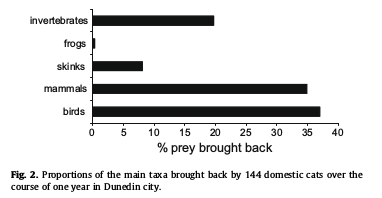 invertebrates
frogs
skinks
mammals
birds
0 5 10 15 20 25 30 35 40
% prey brought back
Fig. 2. Proportions of the main taxa brought back by 144 domestic cats over the
course of one year in Dunedin city.